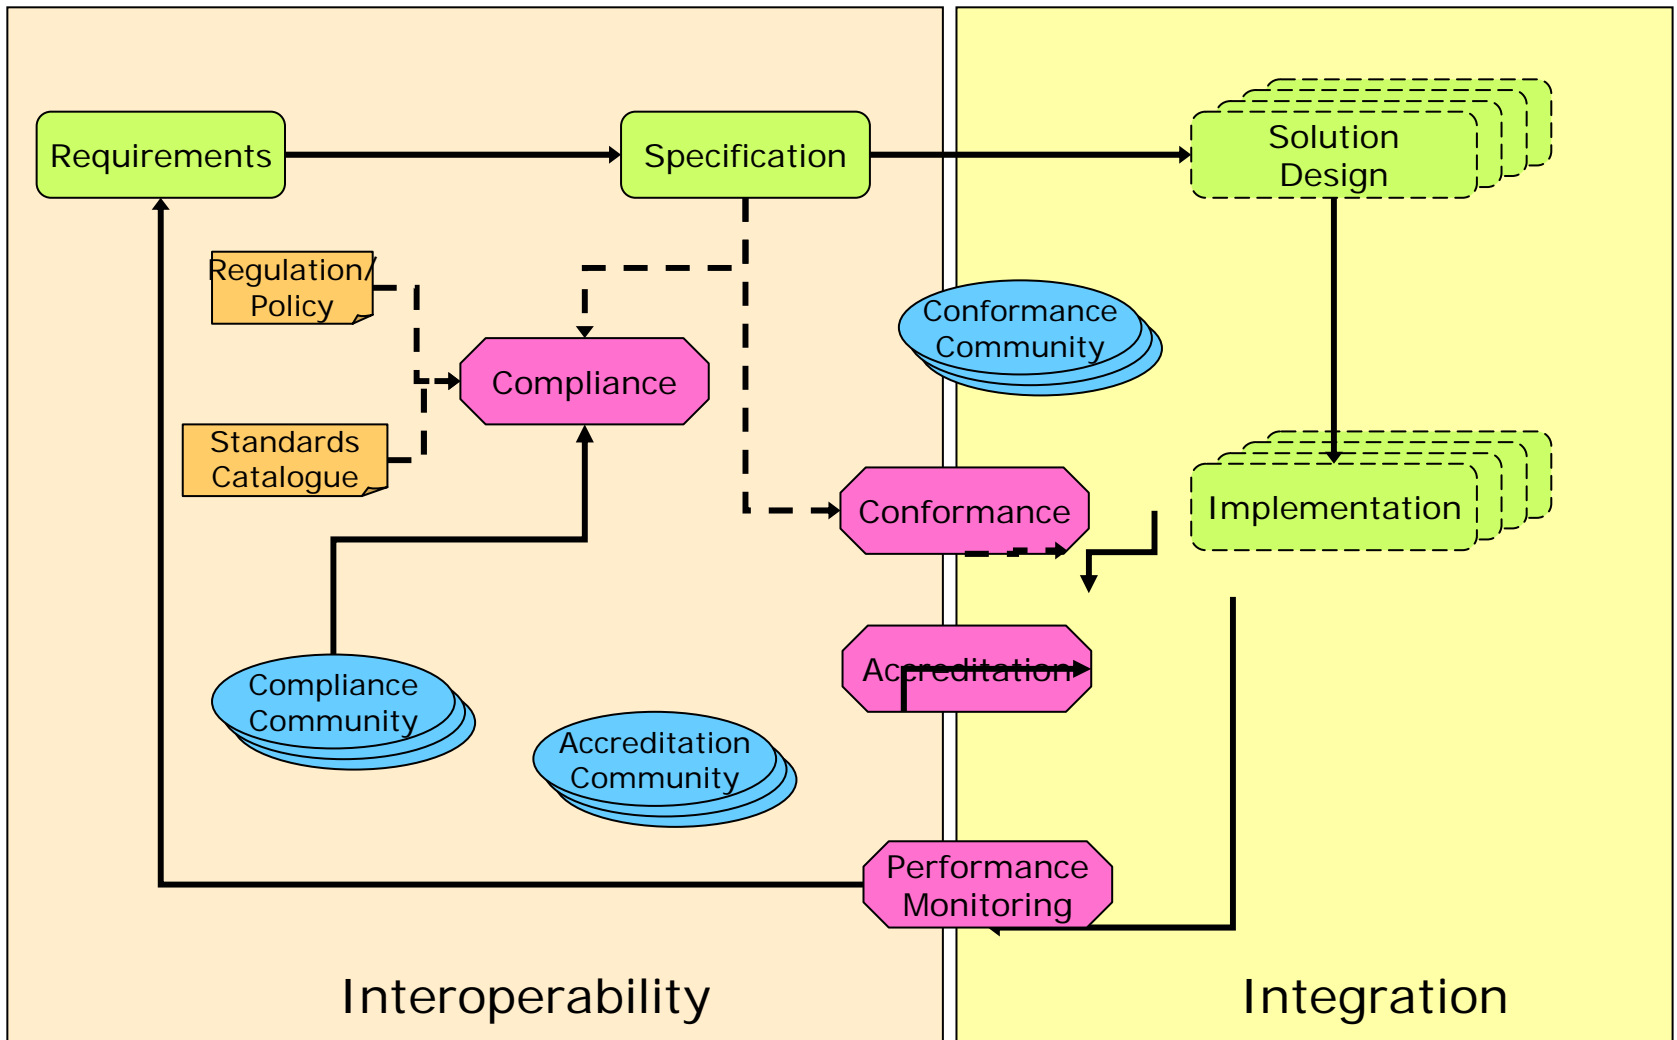 Requirements
Specification
Solution
Design
Regulation/
Policy
Conformance
Community
Compliance
Standards
Catalogue
Conformance
Implementation
Accreditation
Compliance
Community
Accreditation
Community
Performance
Monitoring
Interoperability
Integration